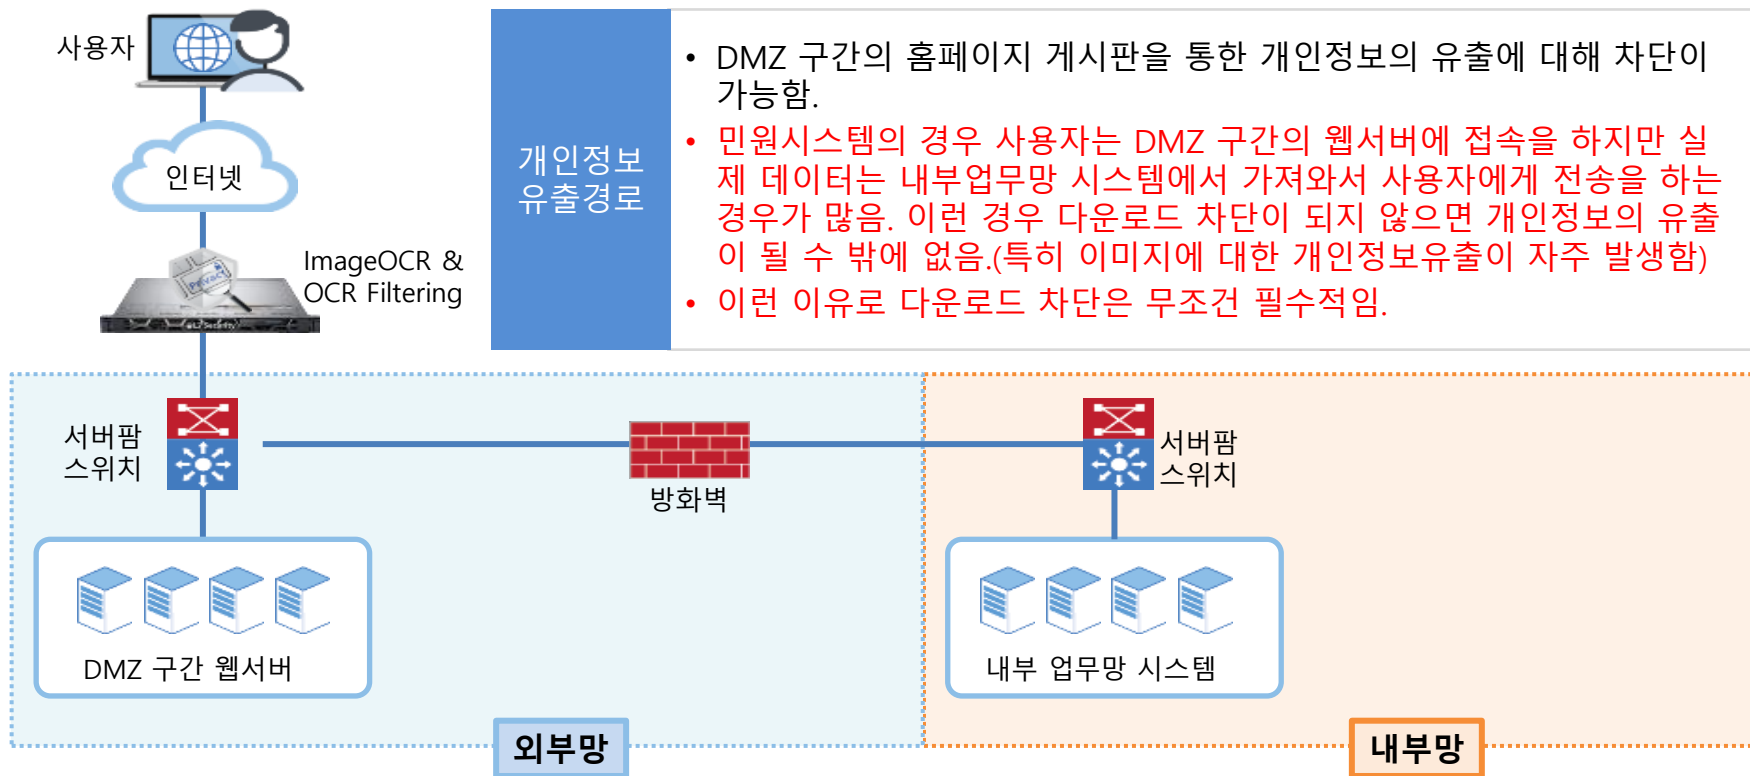 사용자
인터넷
ImageOCR &
OCR Filtering
개인정보
유출경로
• DMZ 구간의 홈페이지 게시판을 통한 개인정보의 유출에 대해 차단이
가능함.
• 민원시스템의 경우 사용자는 DMZ 구간의 웹서버에 접속을 하지만 실
제 데이터는 내부업무망 시스템에서 가져와서 사용자에게 전송을 하는
경우가 많음. 이런 경우 다운로드 차단이 되지 않으면 개인정보의 유출
이 될 수 밖에 없음.(특히 이미지에 대한 개인정보유출이 자주 발생함)
• 이런 이유로 다운로드 차단은 무조건 필수적임.
서버팜
스위치
방화벽
서버팜
스위치
DMZ 구간 웹서버
내부 업무망 시스템
외부망
내부망